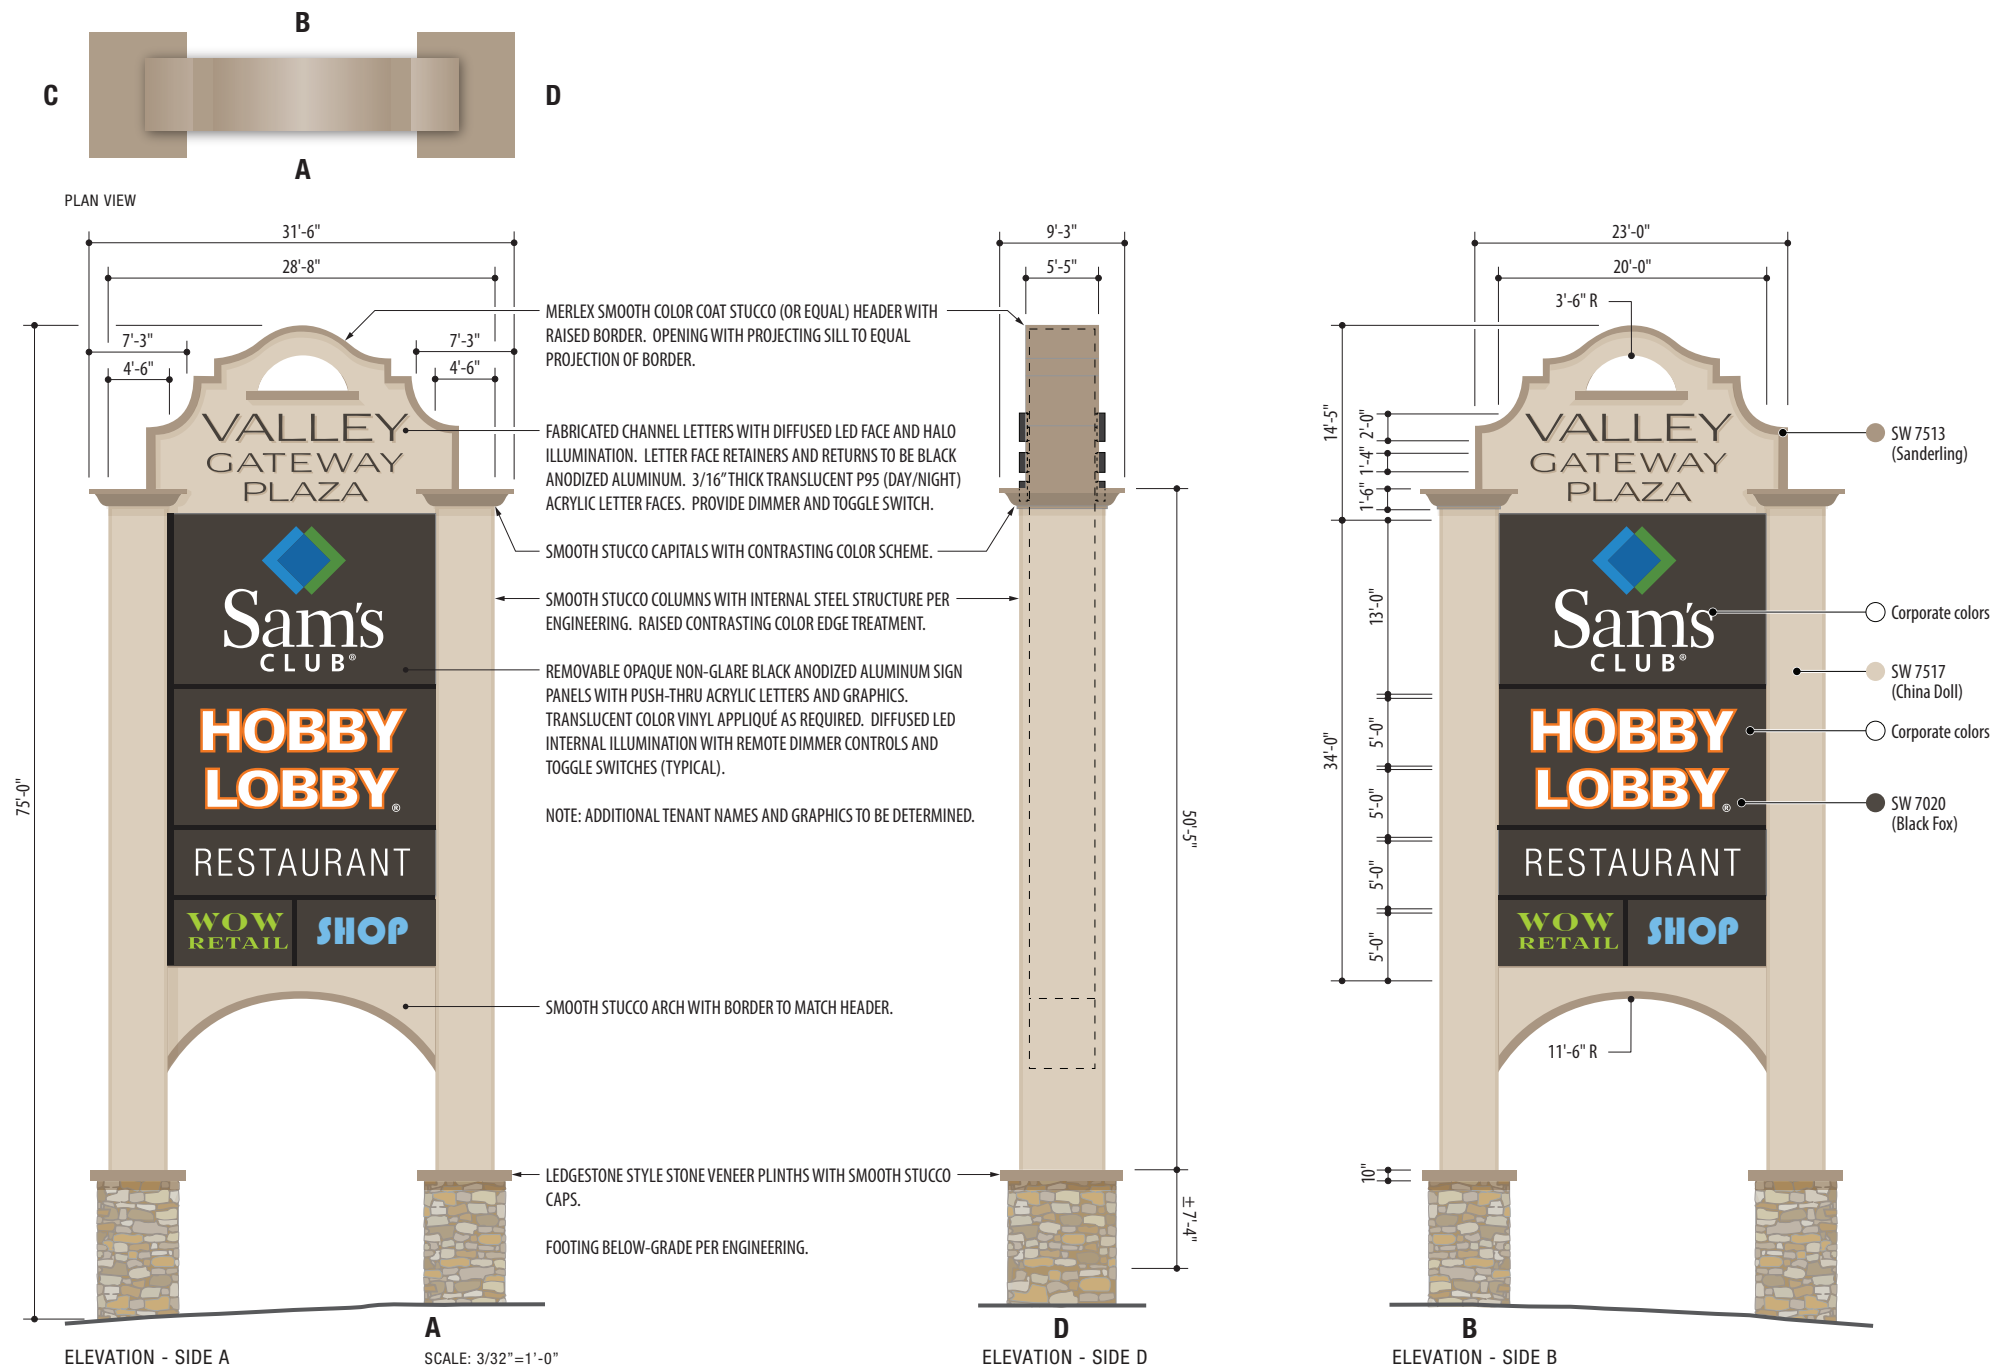 B
C
D
A
PLAN VIEW
31'-6"
28'-8"
7'-3"
7'-3"
4'-6"
4'-6"
75'-0"
VALLEY
GATEWAY
PLAZA
Sam's
CLUB®
HOBBY
LOBBY®
RESTAURANT
WOW
RETAIL
SHOP
A
ELEVATION - SIDE A
SCALE: 3/32"=1'-0"
MERLEX SMOOTH COLOR COAT STUCCO (OR EQUAL) HEADER WITH
RAISED BORDER. OPENING WITH PROJECTING SILL TO EQUAL
PROJECTION OF BORDER.
FABRICATED CHANNEL LETTERS WITH DIFFUSED LED FACE AND HALO
ILLUMINATION. LETTER FACE RETAINERS AND RETURNS TO BE BLACK
ANODIZED ALUMINUM. 3/16" THICK TRANSLUCENT P95 (DAY/NIGHT)
ACRYLIC LETTER FACES. PROVIDE DIMMER AND TOGGLE SWITCH.
SMOOTH STUCCO CAPITALS WITH CONTRASTING COLOR SCHEME.
SMOOTH STUCCO COLUMNS WITH INTERNAL STEEL STRUCTURE PER
ENGINEERING. RAISED CONTRASTING COLOR EDGE TREATMENT.
REMOVABLE OPAQUE NON-GLARE BLACK ANODIZED ALUMINUM SIGN
PANELS WITH PUSH-THRU ACRYLIC LETTERS AND GRAPHICS.
TRANSLUCENT COLOR VINYL APPLIQUÉ AS REQUIRED. DIFFUSED LED
INTERNAL ILLUMINATION WITH REMOTE DIMMER CONTROLS AND
TOGGLE SWITCHES (TYPICAL).
NOTE: ADDITIONAL TENANT NAMES AND GRAPHICS TO BE DETERMINED.
SMOOTH STUCCO ARCH WITH BORDER TO MATCH HEADER.
LEDGESTONE STYLE STONE VENEER PLINTHS WITH SMOOTH STUCCO
CAPS.
FOOTING BELOW-GRADE PER ENGINEERING.
9'-3"
5'-5"
50'-5"
± 7'-4"
D
ELEVATION - SIDE D
23'-0"
20'-0"
3'-6" R
14'-5"
2'-0"
1'-4"
1'-6"
34'-0"
13'-0"
5'-0"
5'-0"
5'-0"
5'-0"
10"
VALLEY
GATEWAY
PLAZA
Sam's
CLUB®
HOBBY
LOBBY®
RESTAURANT
WOW
RETAIL
SHOP
11'-6" R
SW 7513
(Sanderling)
Corporate colors
SW 7517
(China Doll)
Corporate colors
SW 7020
(Black Fox)
B
ELEVATION - SIDE B